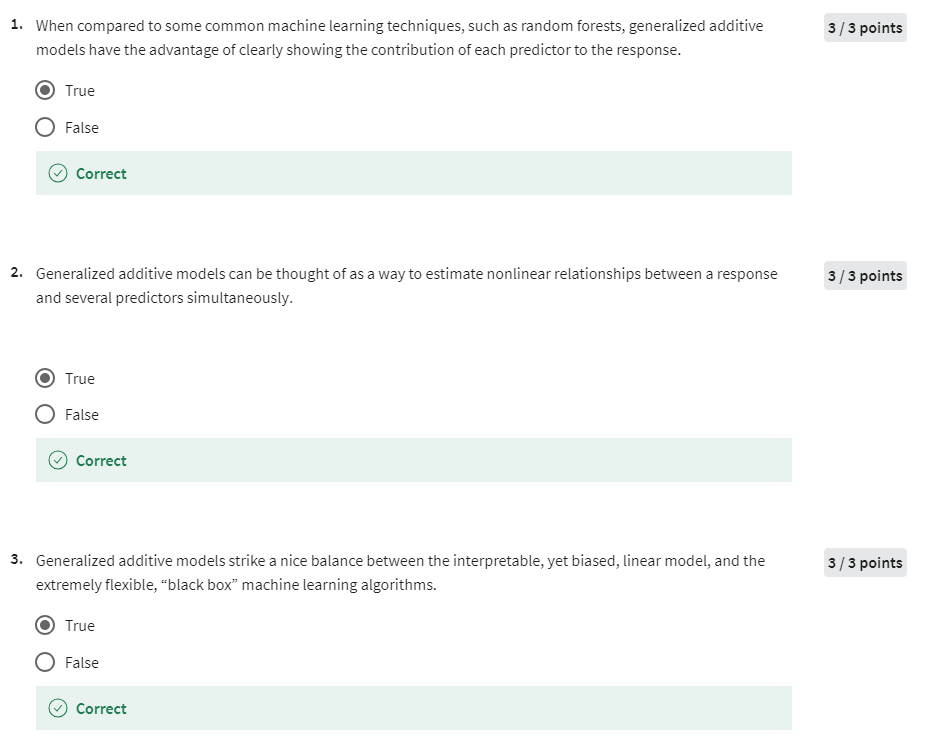 1. When compared to some common machine learning techniques, such as random forests, generalized additive
models have the advantage of clearly showing the contribution of each predictor to the response.
3 / 3 points
True
False
Correct
2. Generalized additive models can be thought of as a way to estimate nonlinear relationships between a response
and several predictors simultaneously.
3 / 3 points
True
False
Correct
3. Generalized additive models strike a nice balance between the interpretable, yet biased, linear model, and the
extremely flexible, “black box” machine learning algorithms.
3 / 3 points
True
False
Correct